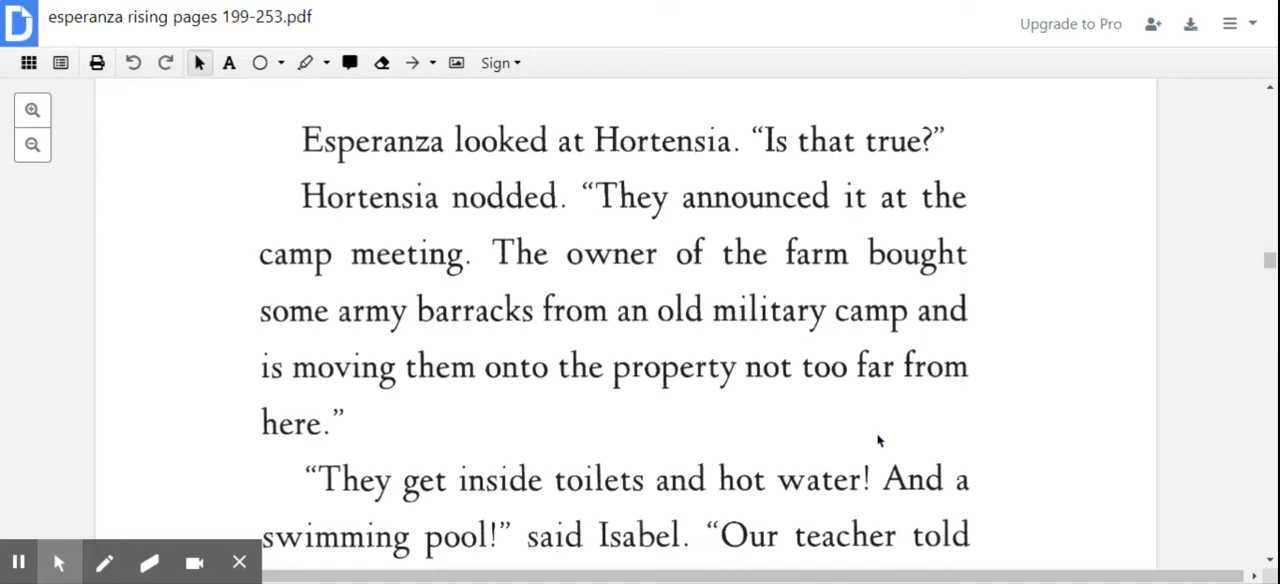 esperanza rising pages 199-253.pdf
Upgrade to Pro
A
Sign
Esperanza looked at Hortensia. “Is that true?”
Hortensia nodded. “They announced it at the
camp meeting. The owner of the farm bought
some army barracks from an old military camp and
is moving them onto the property not too far from
here.”
“They get inside toilets and hot water! And a
swimming pool!” said Isabel. “Our teacher told